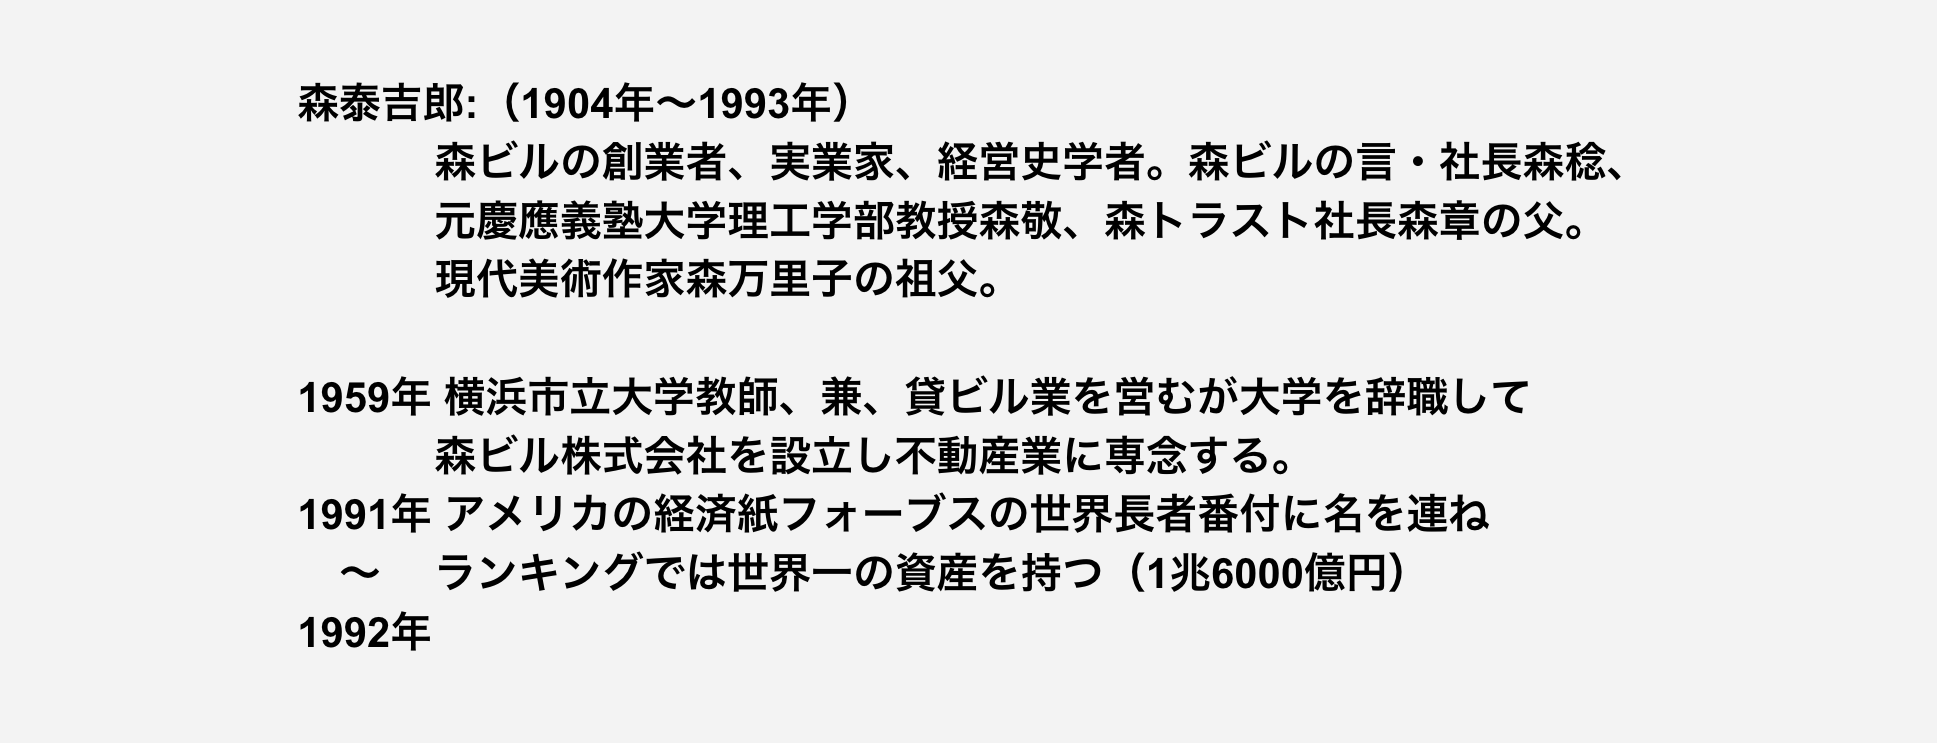 森泰吉郎:（1904年〜1993年）
森ビルの創業者、実業家、経営史学者。森ビルの言・社長森稔、
元慶應義塾大学理工学部教授森敬、森トラスト社長森章の父。
現代美術作家森万里子の祖父。
1959年 横浜市立大学教師、兼、貸ビル業を営むが大学を辞職して
森ビル株式会社を設立し不動産業に専念する。
1991年 アメリカの経済紙フォーブスの世界長者番付に名を連ね
〜 ランキングでは世界一の資産を持つ（1兆6000億円）
1992年